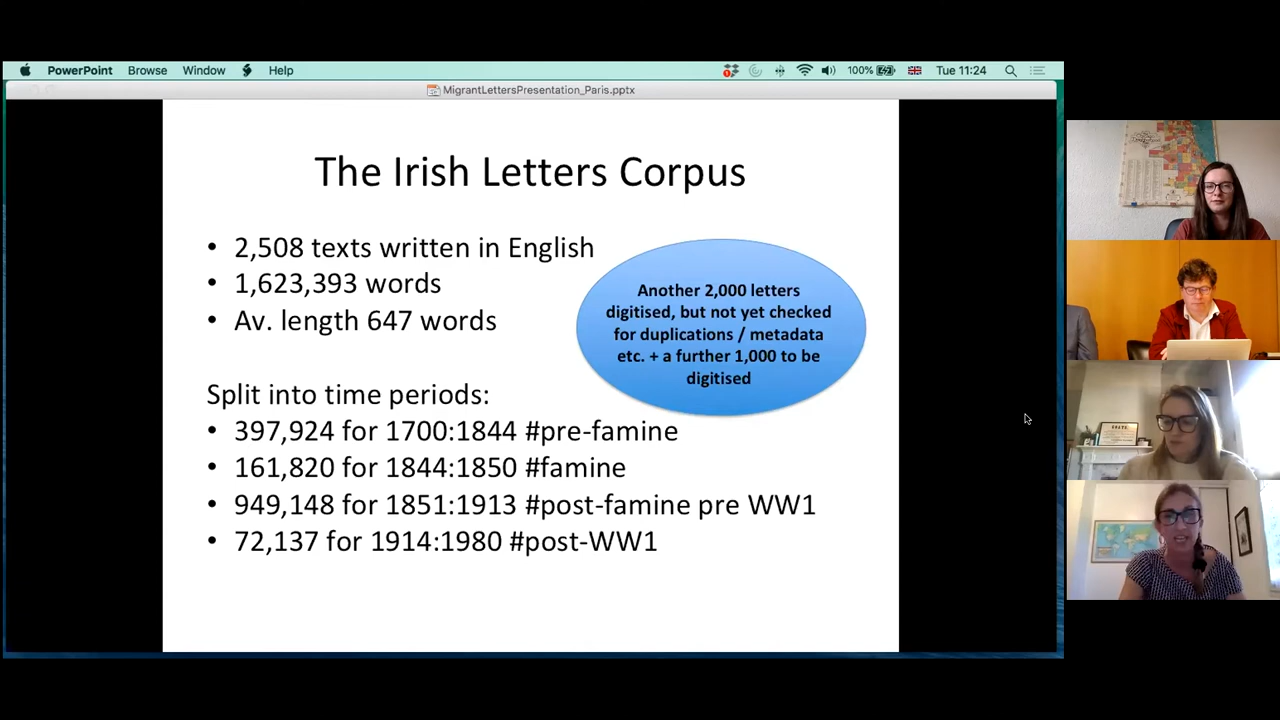 PowerPoint Browse Window Help 100% Tue 11:24
MigrantLettersPresentation_Paris.pptx
The Irish Letters Corpus
• 2,508 texts written in English
• 1,623,393 words
• Av. length 647 words
Another 2,000 letters
digitised, but not yet checked
for duplications / metadata
etc. + a further 1,000 to be
digitised
Split into time periods:
• 397,924 for 1700:1844 #pre-famine
• 161,820 for 1844:1850 #famine
• 949,148 for 1851:1913 #post-famine pre WW1
• 72,137 for 1914:1980 #post-WW1